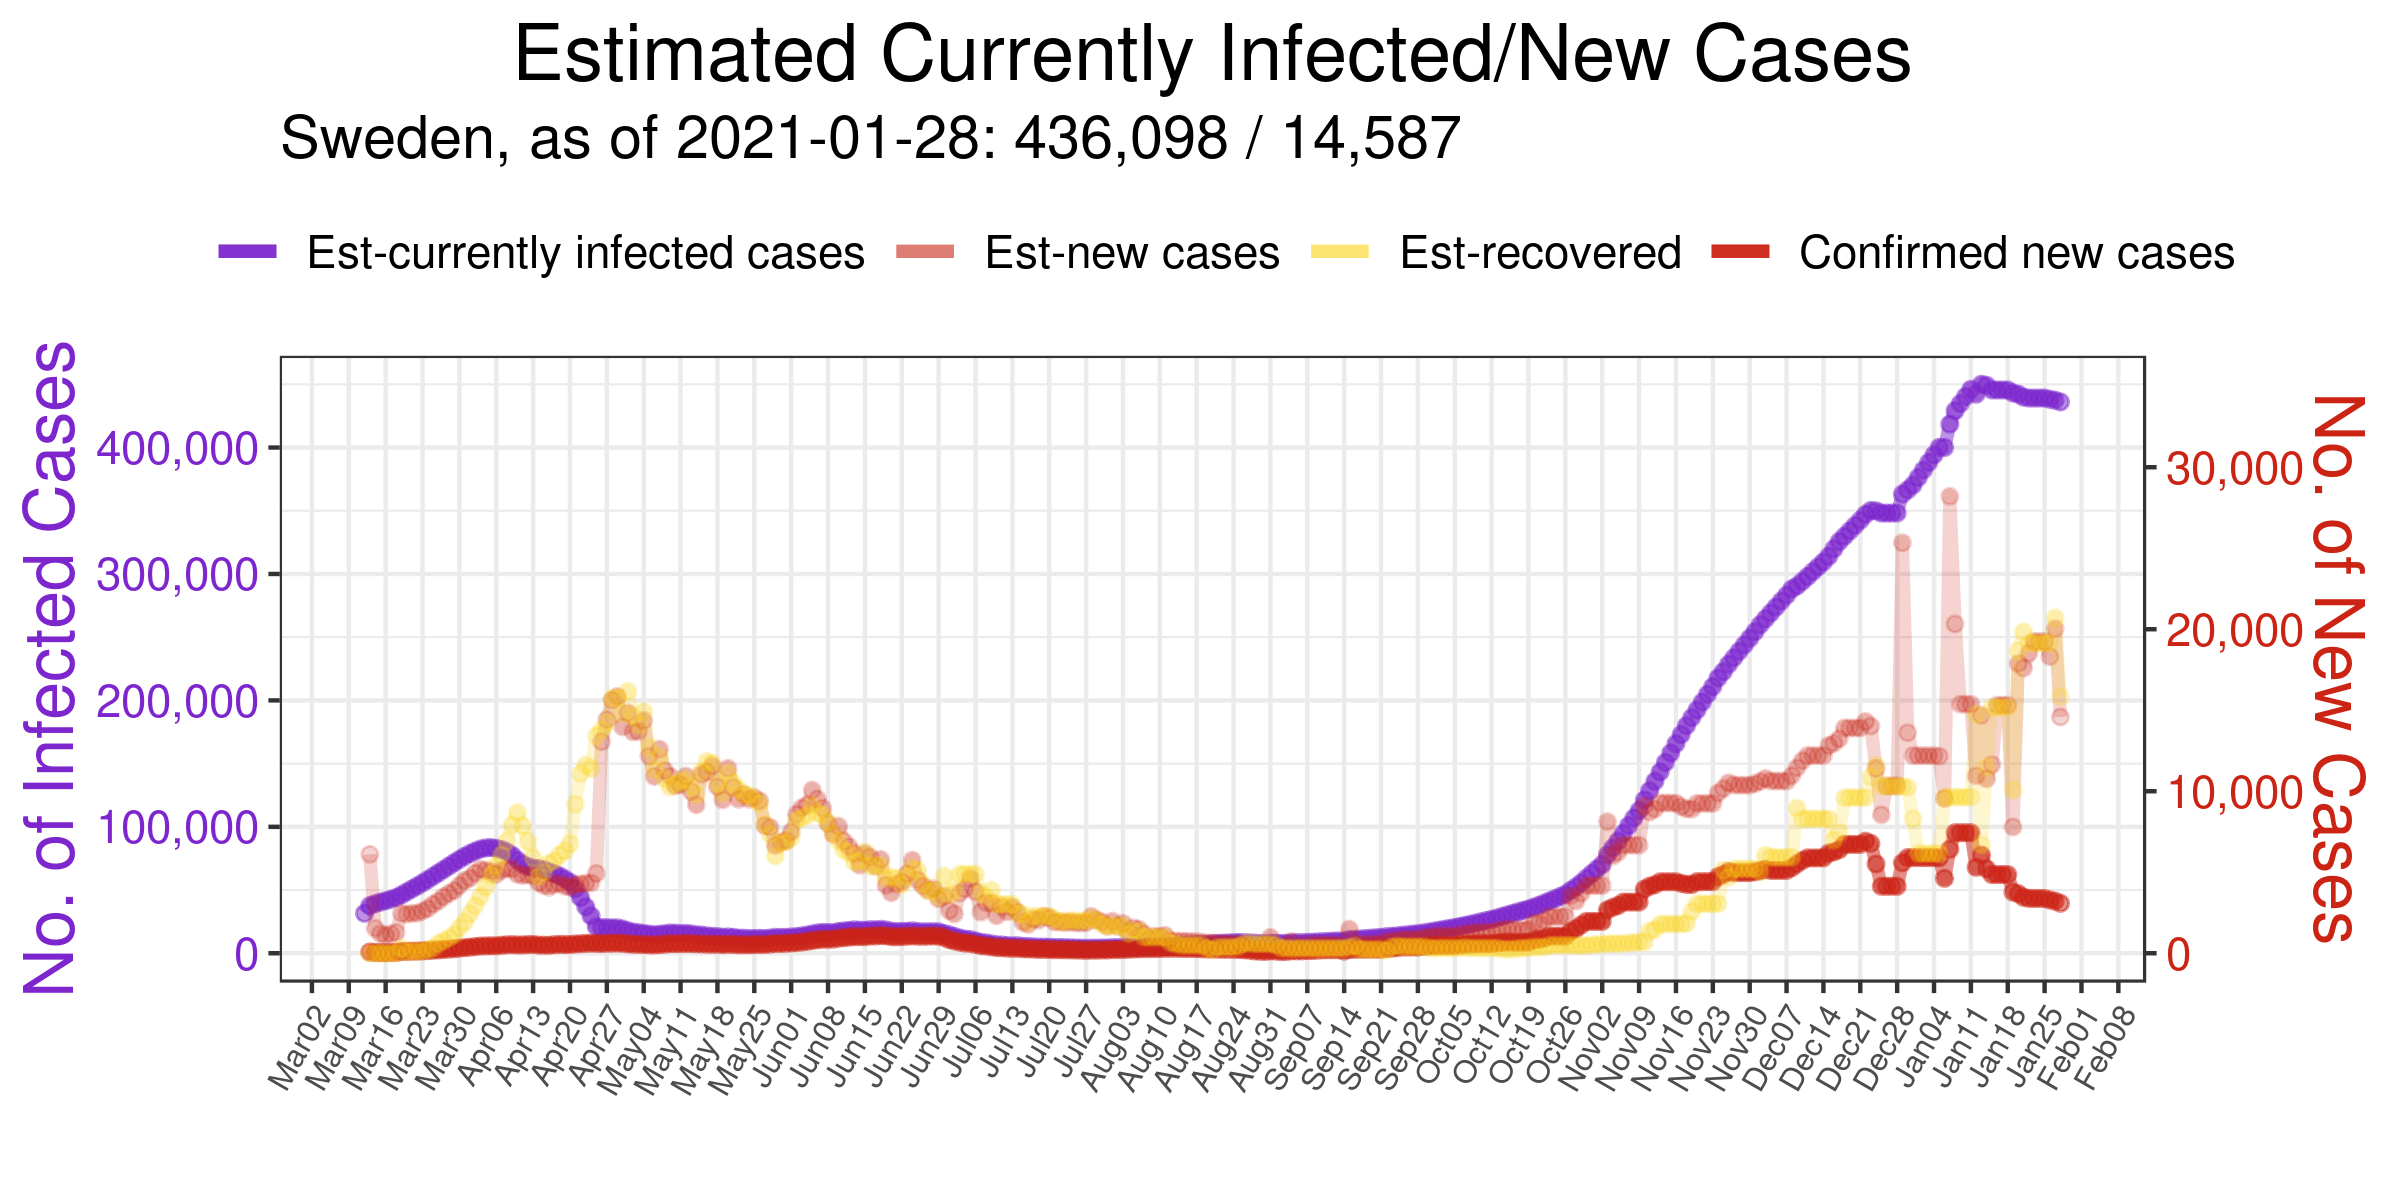 Estimated Currently Infected/New Cases
Sweden, as of 2021-01-28: 436,098 / 14,587
Est-currently infected cases
Est-new cases
Est-recovered
Confirmed new cases
No. of Infected Cases
400,000
300,000
200,000
100,000
0
30,000
20,000
10,000
0
No. of New Cases
Mar02
Mar09
Mar16
Mar23
Mar30
Apr06
Apr13
Apr20
Apr27
May04
May11
May18
May25
Jun01
Jun08
Jun15
Jun22
Jun29
Jul06
Jul13
Jul20
Jul27
Aug03
Aug10
Aug17
Aug24
Aug31
Sep07
Sep14
Sep21
Sep28
Oct05
Oct12
Oct19
Oct26
Nov02
Nov09
Nov16
Nov23
Nov30
Dec07
Dec14
Dec21
Dec28
Jan04
Jan11
Jan18
Jan25
Feb01
Feb08